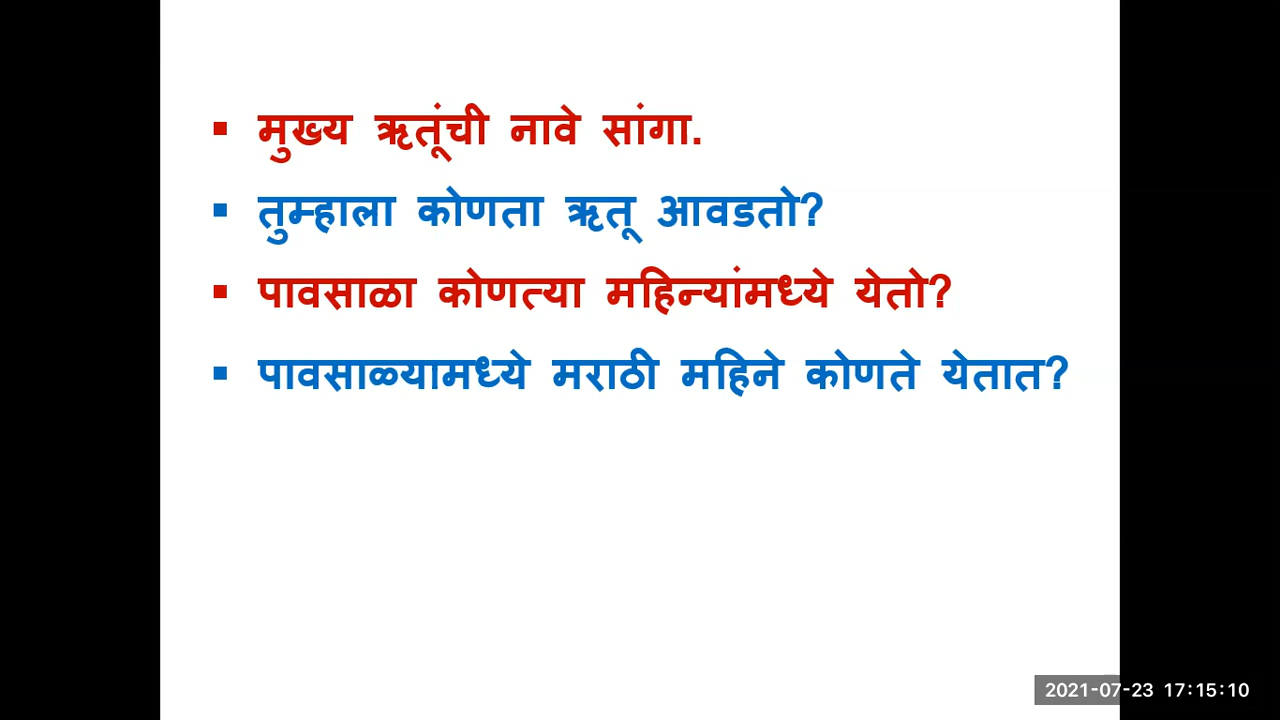 ▪ मुख्य ऋतूंची नावे सांगा.
▪ तुम्हाला कोणता ऋतू आवडतो?
▪ पावसाळा कोणत्या महिन्यांमध्ये येतो?
▪ पावसाळ्यामध्ये मराठी महिने कोणते येतात?
2021-07-23 17:15:10